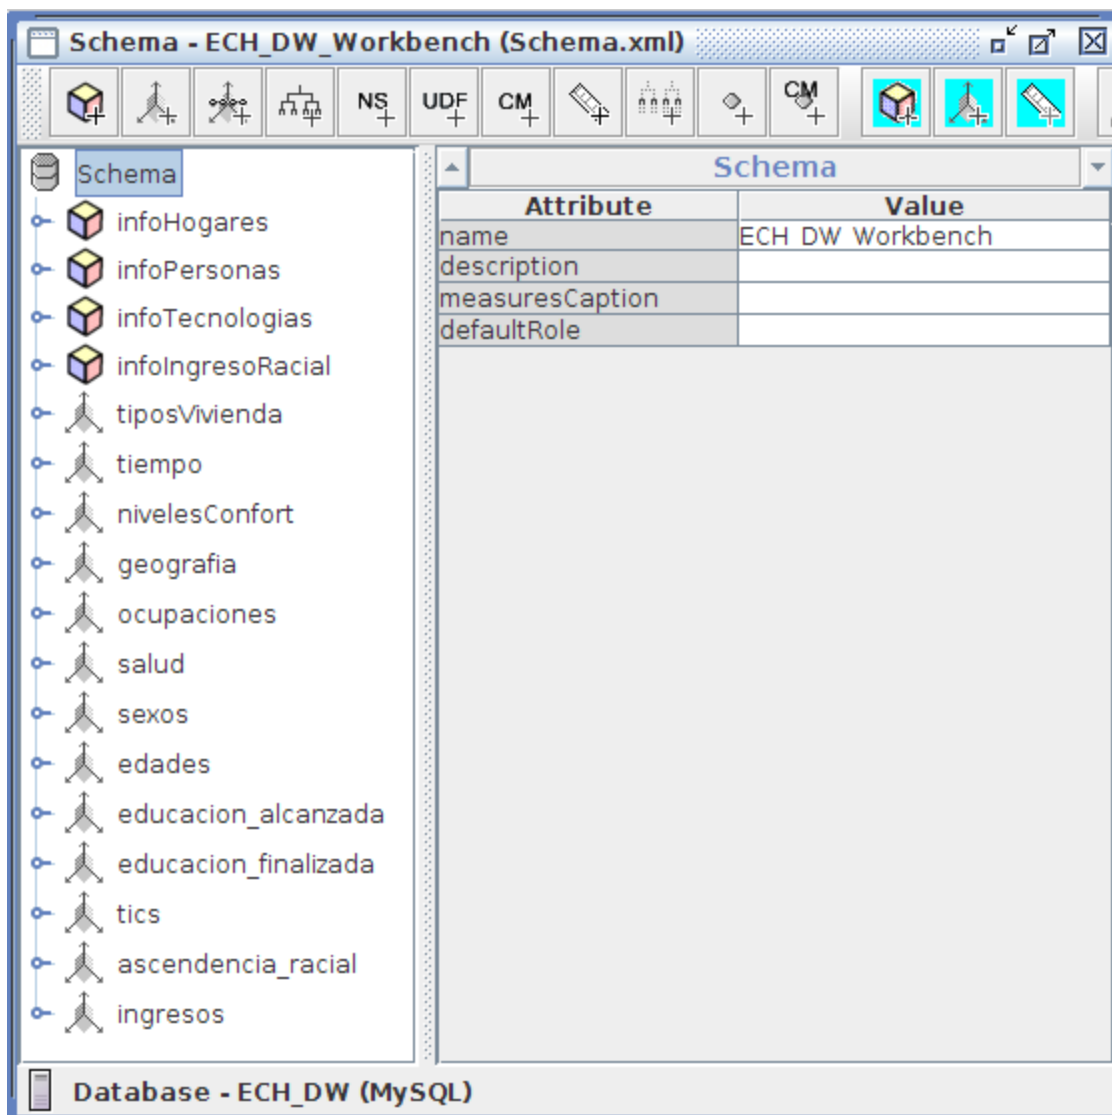 Schema - ECH_DW_Workbench (Schema.xml)
NS UDF CM CM
Schema
infoHogares
infoPersonas
infoTecnologias
infoIngresoRacial
tiposVivienda
tiempo
nivelesConfort
geografia
ocupaciones
salud
sexos
edades
educacion_alcanzada
educacion_finalizada
tics
ascendencia_racial
ingresos
Schema
Attribute Value
name ECH_DW_Workbench
description
measuresCaption
defaultRole
Database - ECH_DW (MySQL)